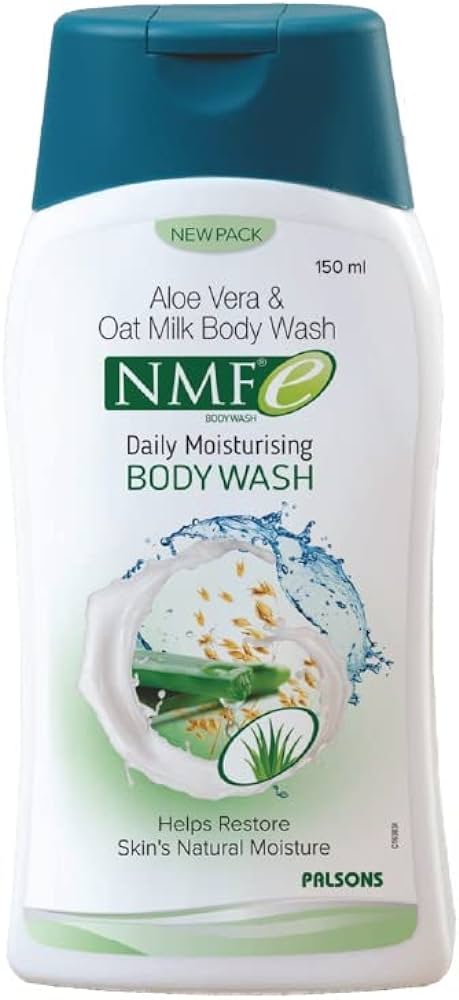 NEW PACK
150 ml
Aloe Vera &
Oat Milk Body Wash
NMF® e
BODYWASH
Daily Moisturising
BODY WASH
Helps Restore
Skin's Natural Moisture
PALSONS